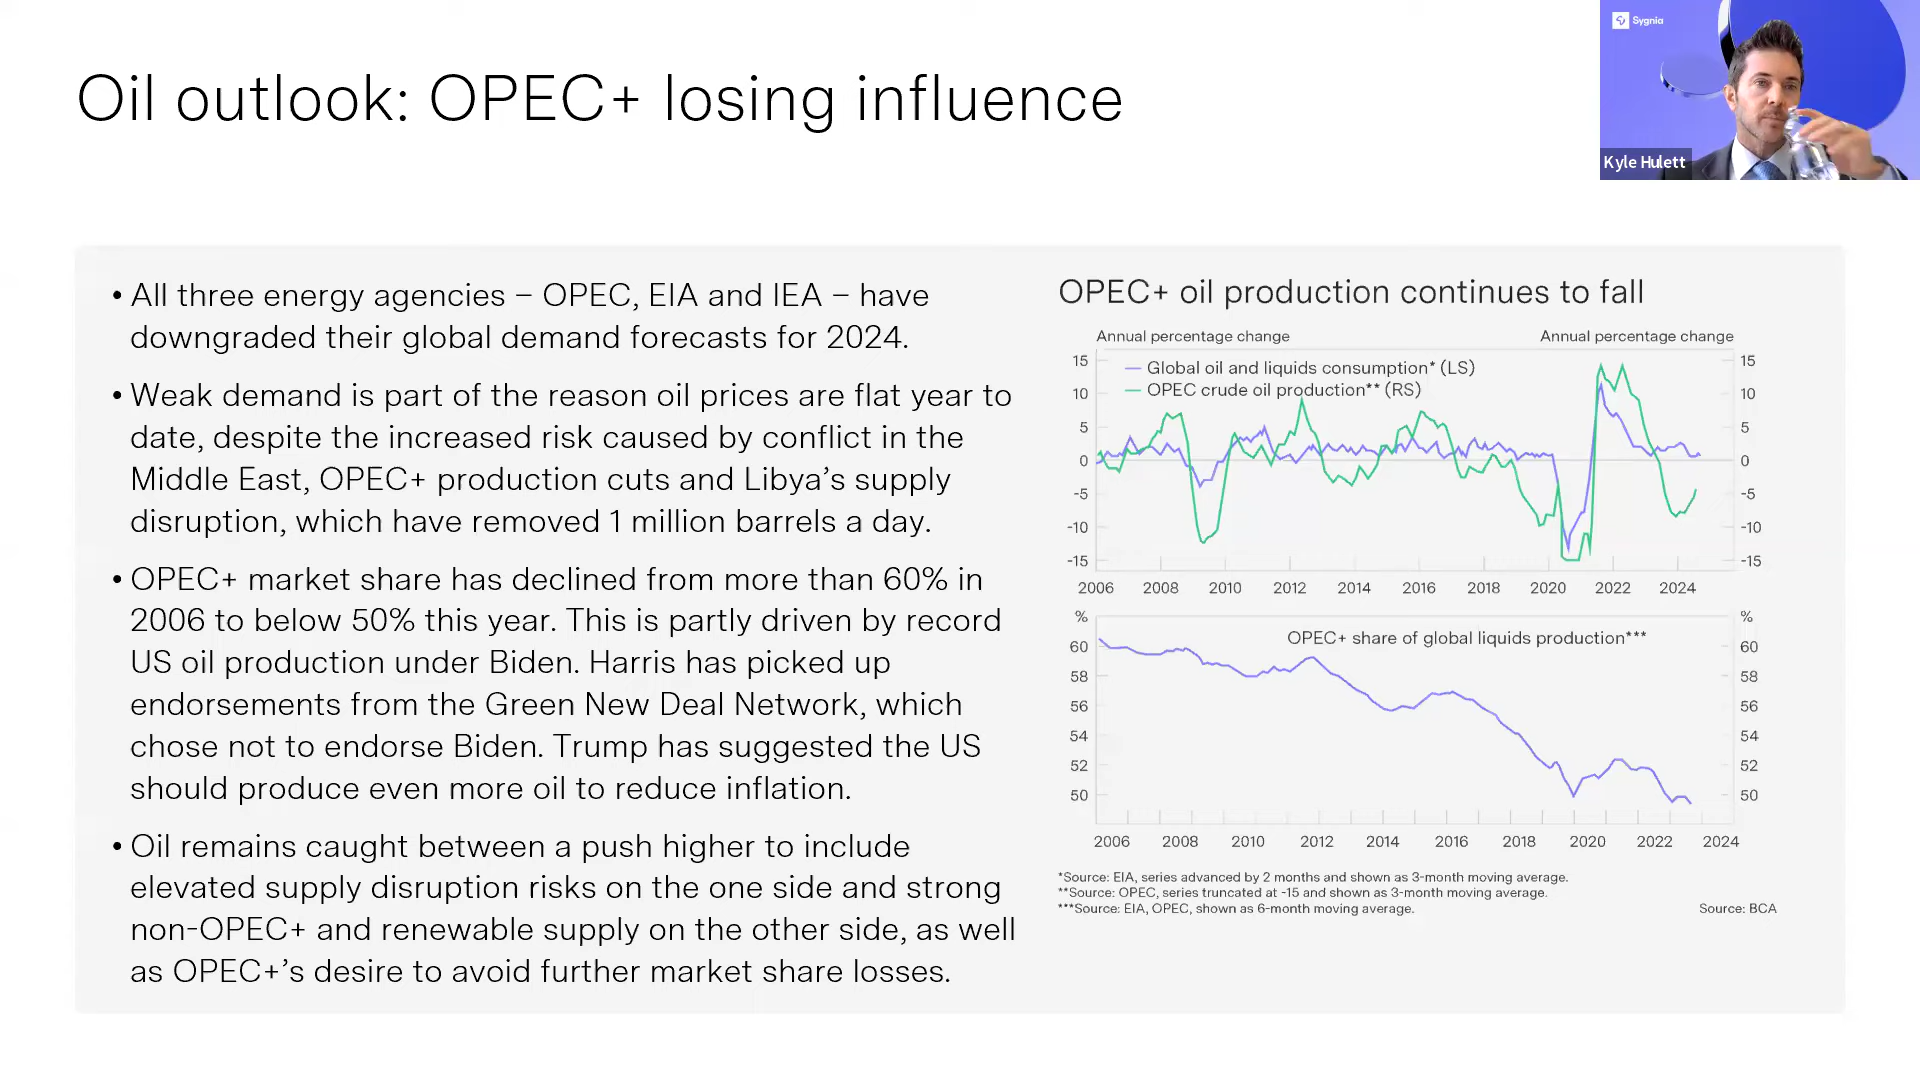 Oil outlook: OPEC+ losing influence
Sygnia
Kyle Hulett
• All three energy agencies – OPEC, EIA and IEA – have
downgraded their global demand forecasts for 2024.
• Weak demand is part of the reason oil prices are flat year to
date, despite the increased risk caused by conflict in the
Middle East, OPEC+ production cuts and Libya’s supply
disruption, which have removed 1 million barrels a day.
• OPEC+ market share has declined from more than 60% in
2006 to below 50% this year. This is partly driven by record
US oil production under Biden. Harris has picked up
endorsements from the Green New Deal Network, which
chose not to endorse Biden. Trump has suggested the US
should produce even more oil to reduce inflation.
• Oil remains caught between a push higher to include
elevated supply disruption risks on the one side and strong
non-OPEC+ and renewable supply on the other side, as well
as OPEC+’s desire to avoid further market share losses.
OPEC+ oil production continues to fall
Annual percentage change Annual percentage change
Global oil and liquids consumption* (LS)
OPEC crude oil production** (RS)
15 15
10 10
5 5
0 0
-5 -5
-10 -10
-15 -15
2006 2008 2010 2012 2014 2016 2018 2020 2022 2024
% %
OPEC+ share of global liquids production***
60 60
58 58
56 56
54 54
52 52
50 50
2006 2008 2010 2012 2014 2016 2018 2020 2022 2024
*Source: EIA, series advanced by 2 months and shown as 3-month moving average.
**Source: OPEC, series truncated at -15 and shown as 3-month moving average.
***Source: EIA, OPEC, shown as 6-month moving average. Source: BCA